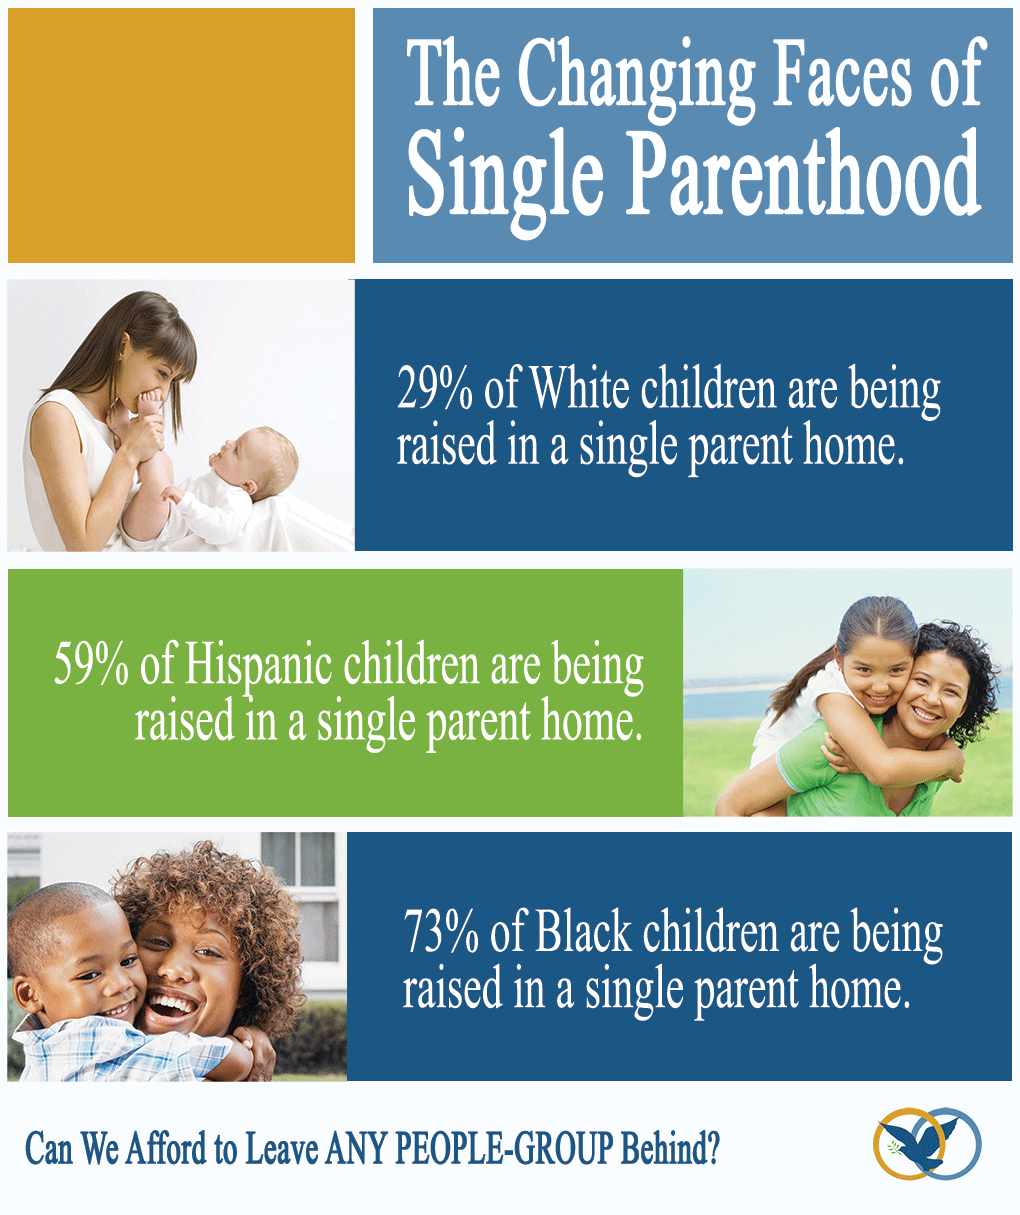 The Changing Faces of
Single Parenthood
29% of White children are being
raised in a single parent home.
59% of Hispanic children are being
raised in a single parent home.
73% of Black children are being
raised in a single parent home.
Can We Afford to Leave ANY PEOPLE-GROUP Behind?